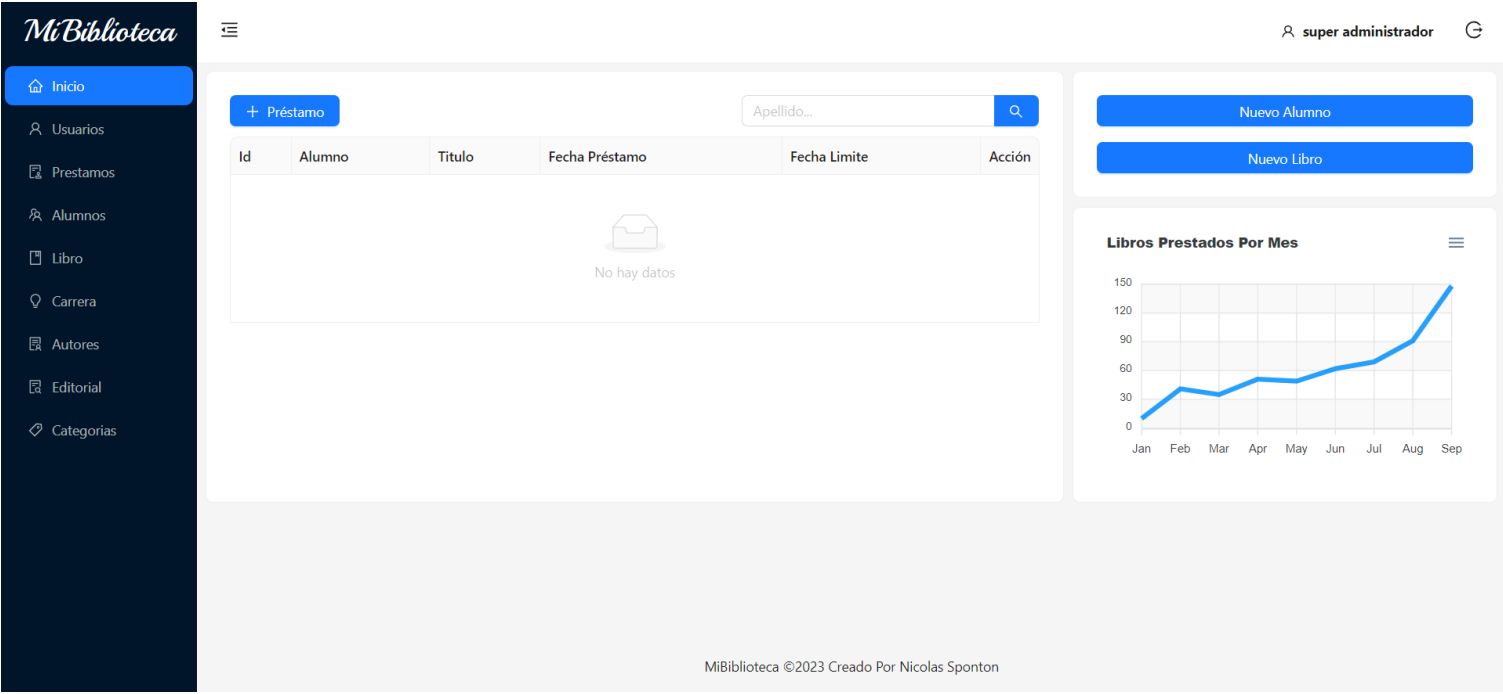 MiBiblioteca
super administrador
Inicio
Usuarios
Prestamos
Alumnos
Libro
Carrera
Autores
Editorial
Categorias
+ Préstamo
Apellido...
Id Alumno Titulo Fecha Préstamo Fecha Limite Acción
No hay datos
Nuevo Alumno
Nuevo Libro
Libros Prestados Por Mes
150
120
90
60
30
0
Jan Feb Mar Apr May Jun Jul Aug Sep
MiBiblioteca ©2023 Creado Por Nicolas Sponton